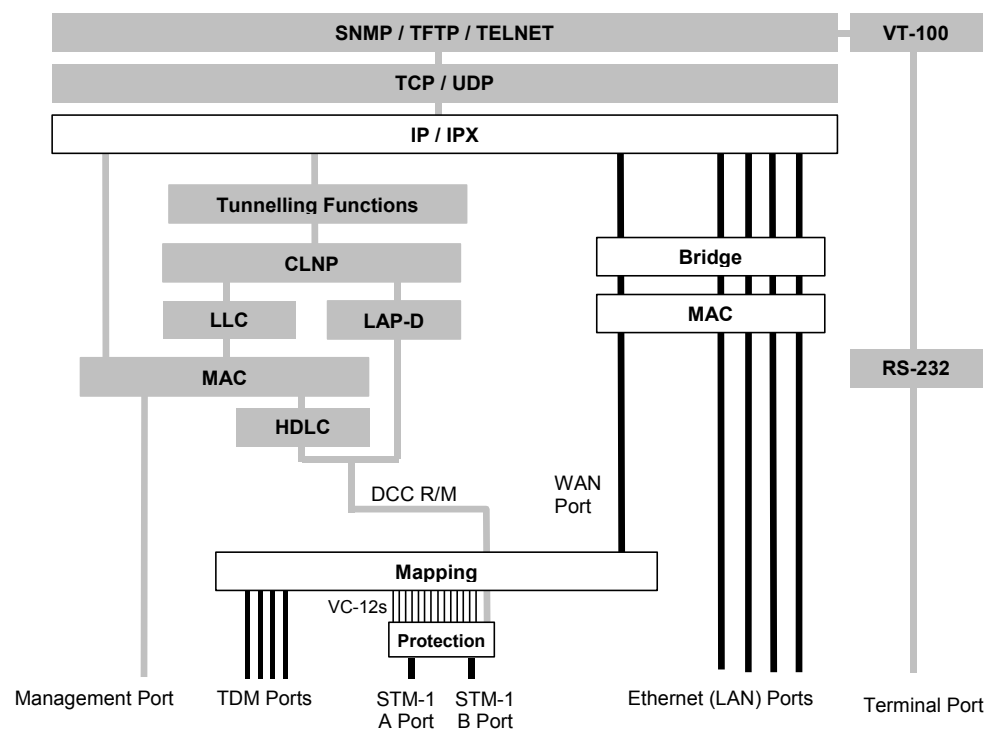 SNMP / TFTP / TELNET
VT-100
TCP / UDP
IP / IPX
Tunnelling Functions
CLNP
Bridge
LLC
LAP-D
MAC
MAC
RS-232
HDLC
DCC R/M
WAN
Port
Mapping
VC-12s
Protection
Management Port
TDM Ports
STM-1
A Port
STM-1
B Port
Ethernet (LAN) Ports
Terminal Port